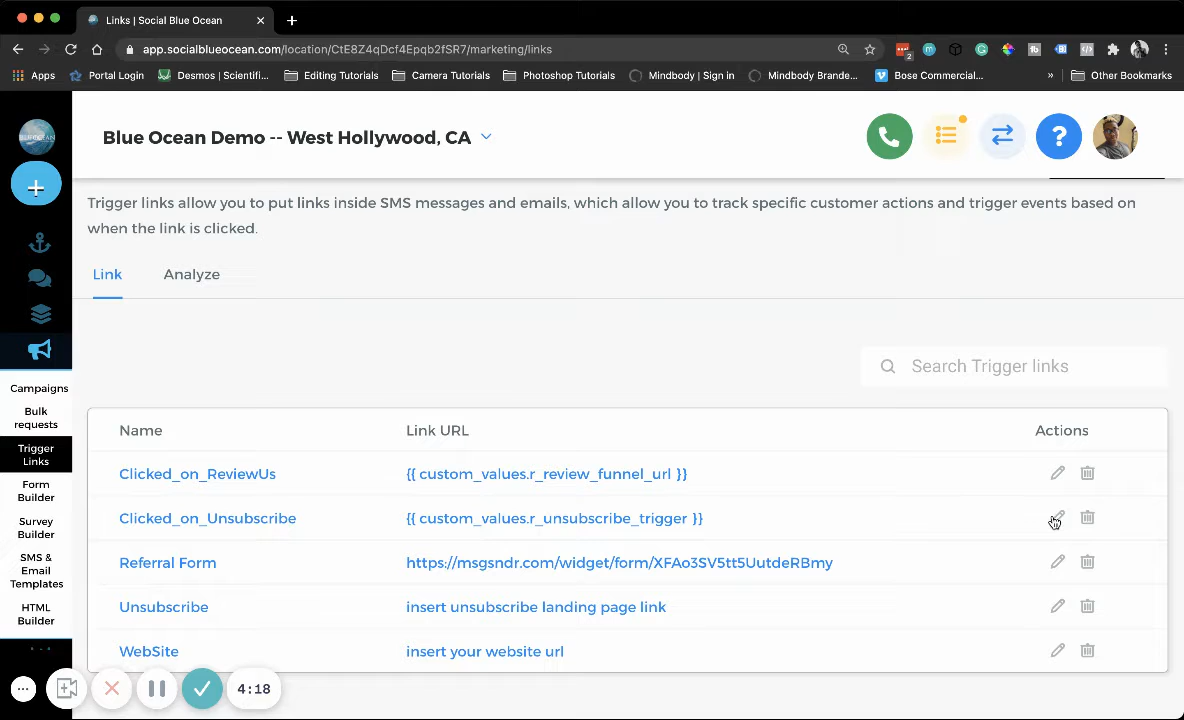 Links | Social Blue Ocean
app.socialblueocean.com/location/CtE8Z4qDcf4Epqb2fSR7/marketing/links
2
Apps Portal Login Desmos | Scientifi... Editing Tutorials Camera Tutorials Photoshop Tutorials Mindbody | Sign in Mindbody Brande... Bose Commercial... » Other Bookmarks
Blue Ocean Demo -- West Hollywood, CA
Trigger links allow you to put links inside SMS messages and emails, which allow you to track specific customer actions and trigger events based on
when the link is clicked.
Link Analyze
Search Trigger links
Campaigns
Bulk
requests
Trigger
Links
Form
Builder
Survey
Builder
SMS &
Email
Templates
HTML
Builder
Name Link URL Actions
Clicked_on_ReviewUs {{ custom_values.r_review_funnel_url }}
Clicked_on_Unsubscribe {{ custom_values.r_unsubscribe_trigger }}
Referral Form https://msgsndr.com/widget/form/XFAo3SV5tt5UutdeRBmy
Unsubscribe insert unsubscribe landing page link
WebSite insert your website url
4:18